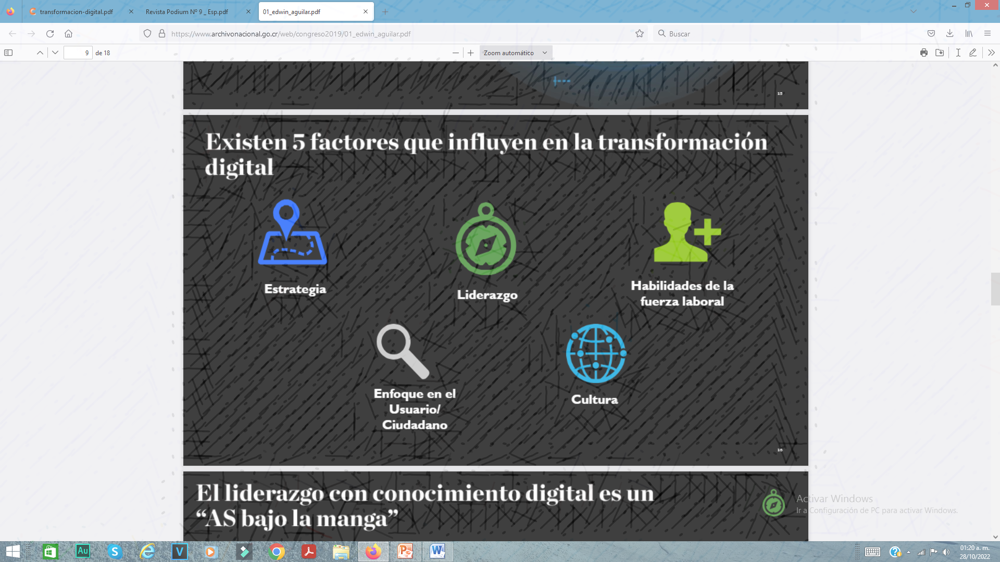 transformacion-digital.pdf
Revista Podium Nº 9 _ Esp.pdf
01_edwin_aguilar.pdf
https://www.archivonacional.go.cr/web/congreso2019/01_edwin_aguilar.pdf
Buscar
9 de 18
Zoom automático
15
Existen 5 factores que influyen en la transformación
digital
Estrategia
Liderazgo
Habilidades de la
fuerza laboral
Enfoque en el
Usuario/
Ciudadano
Cultura
16
El liderazgo con conocimiento digital es un
“AS bajo la manga”
Activar Windows
Ir a Configuración de PC para activar Windows.
Au
S
V
P
W
01:20 a. m.
28/10/2022